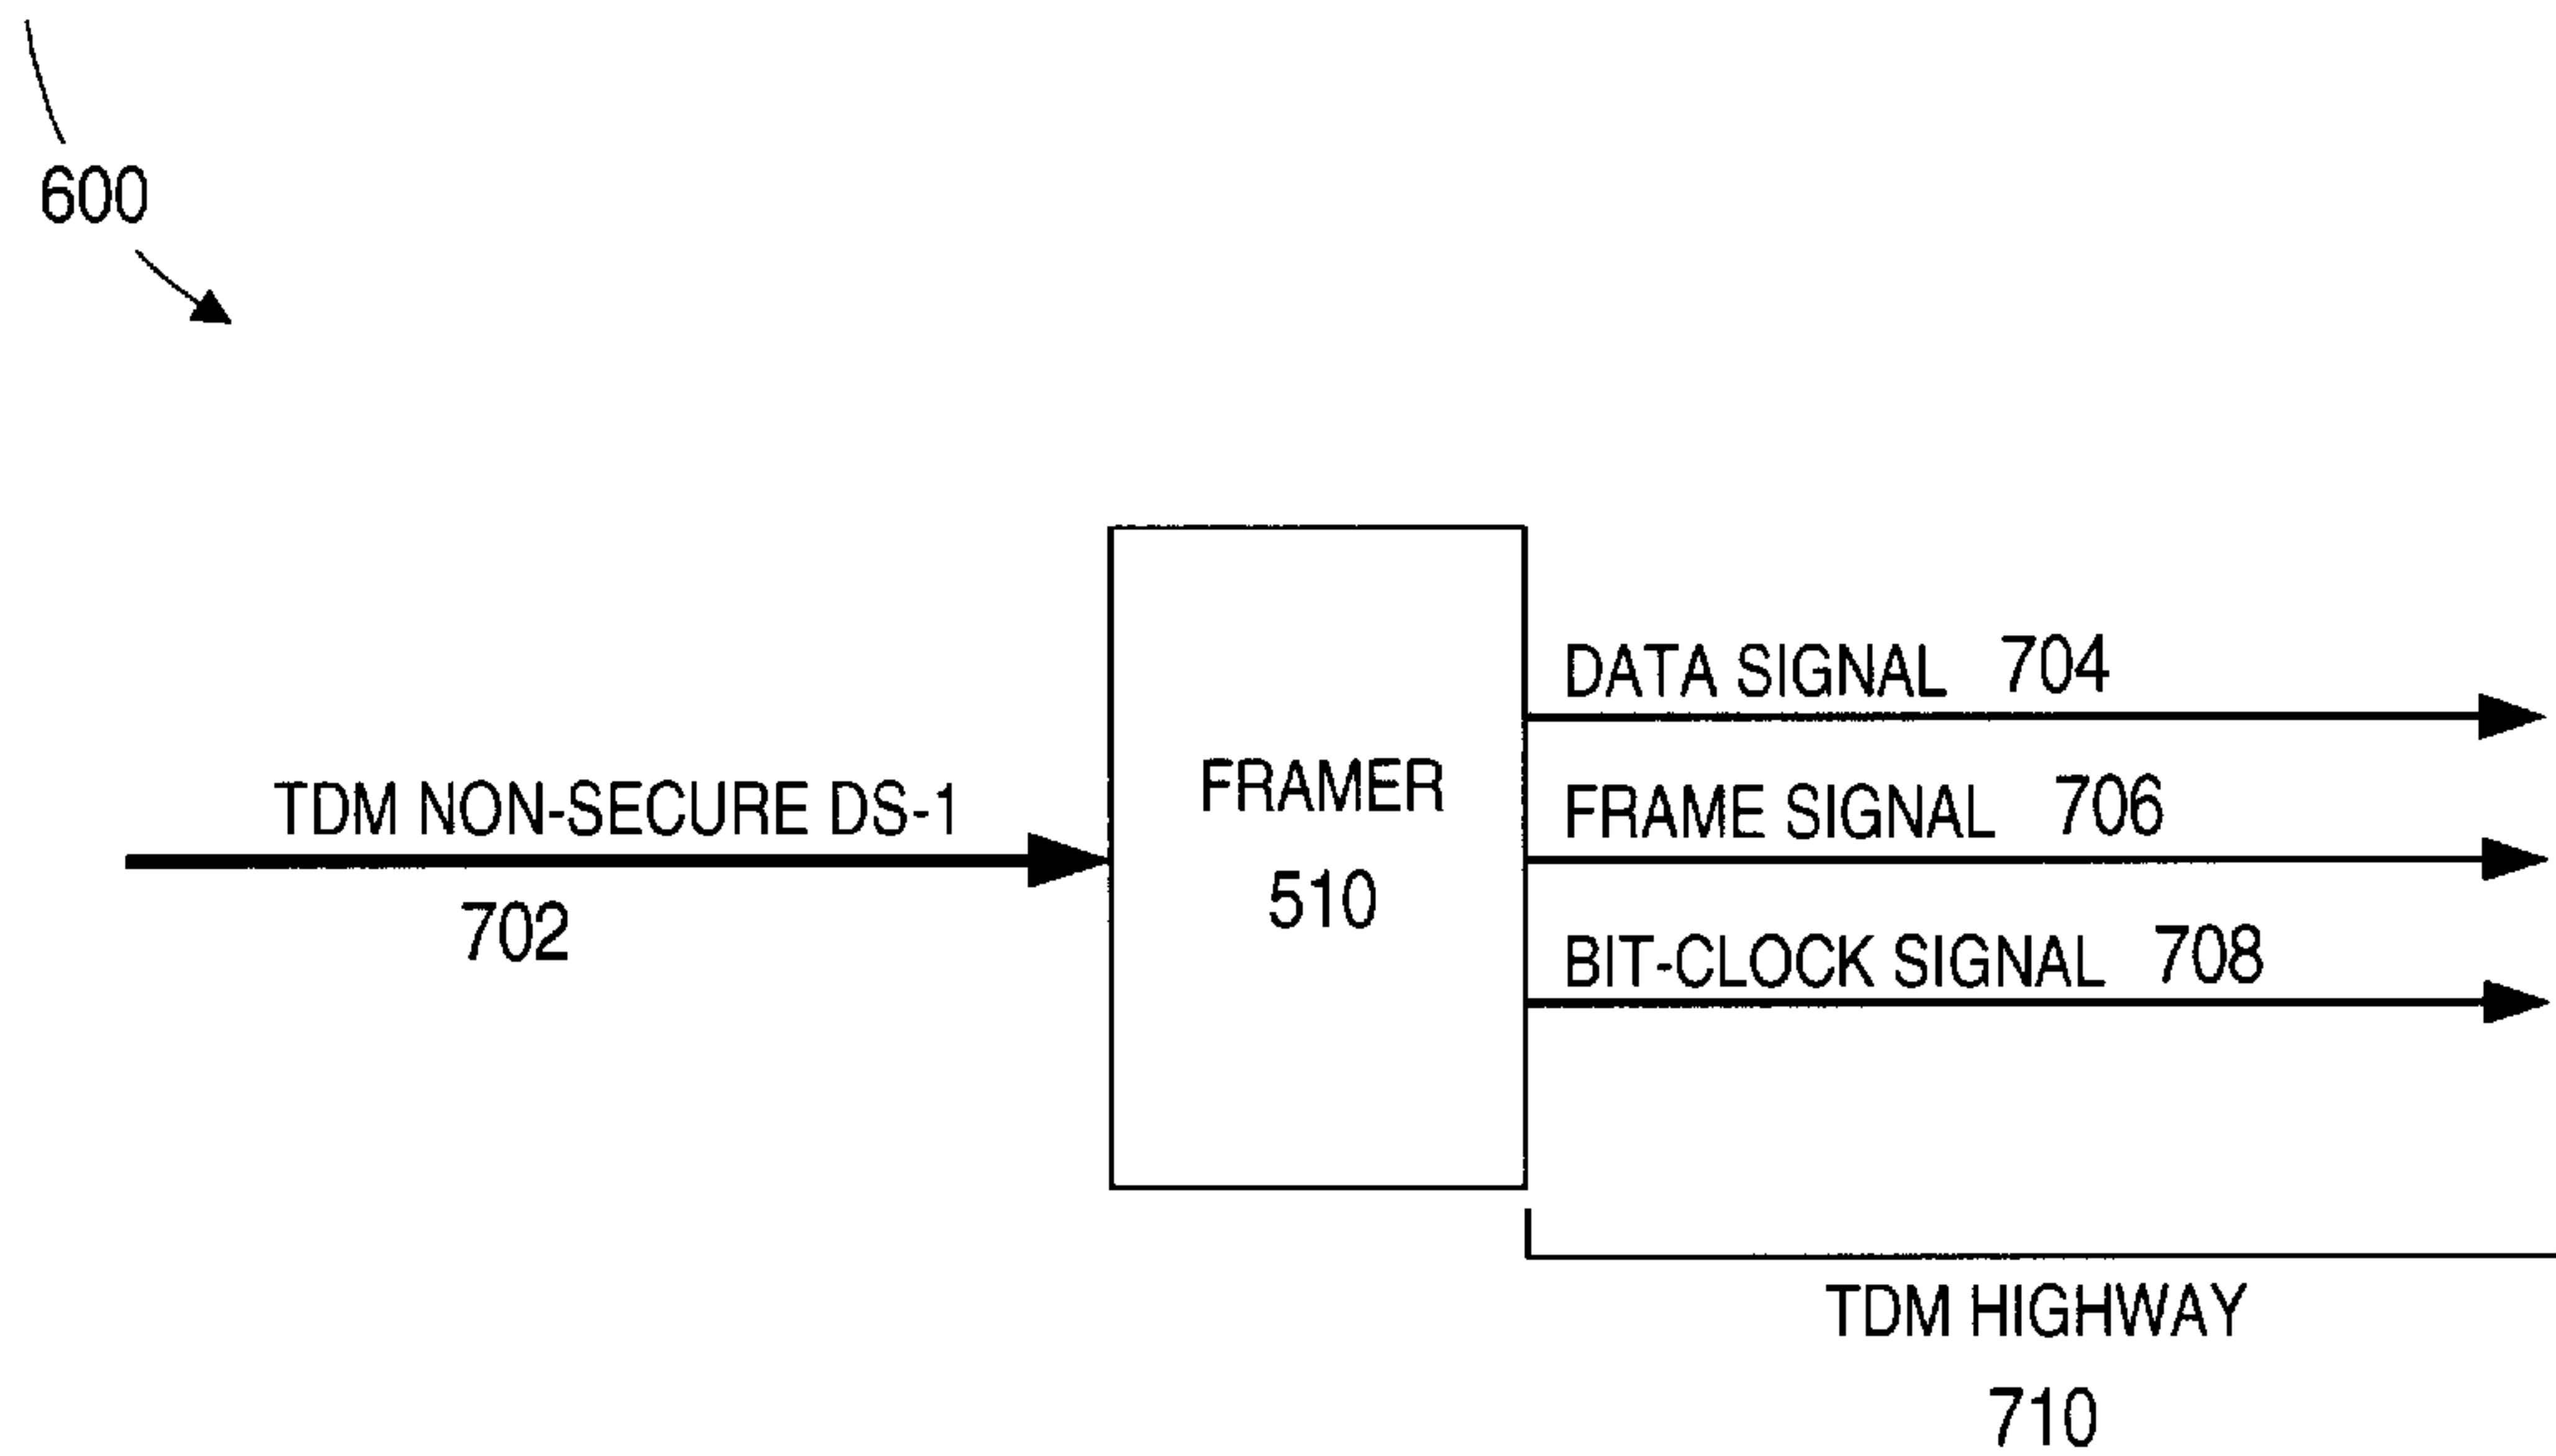 600
TDM NON-SECURE DS-1
702
FRAMER
510
DATA SIGNAL 704
FRAME SIGNAL 706
BIT-CLOCK SIGNAL 708
TDM HIGHWAY
710